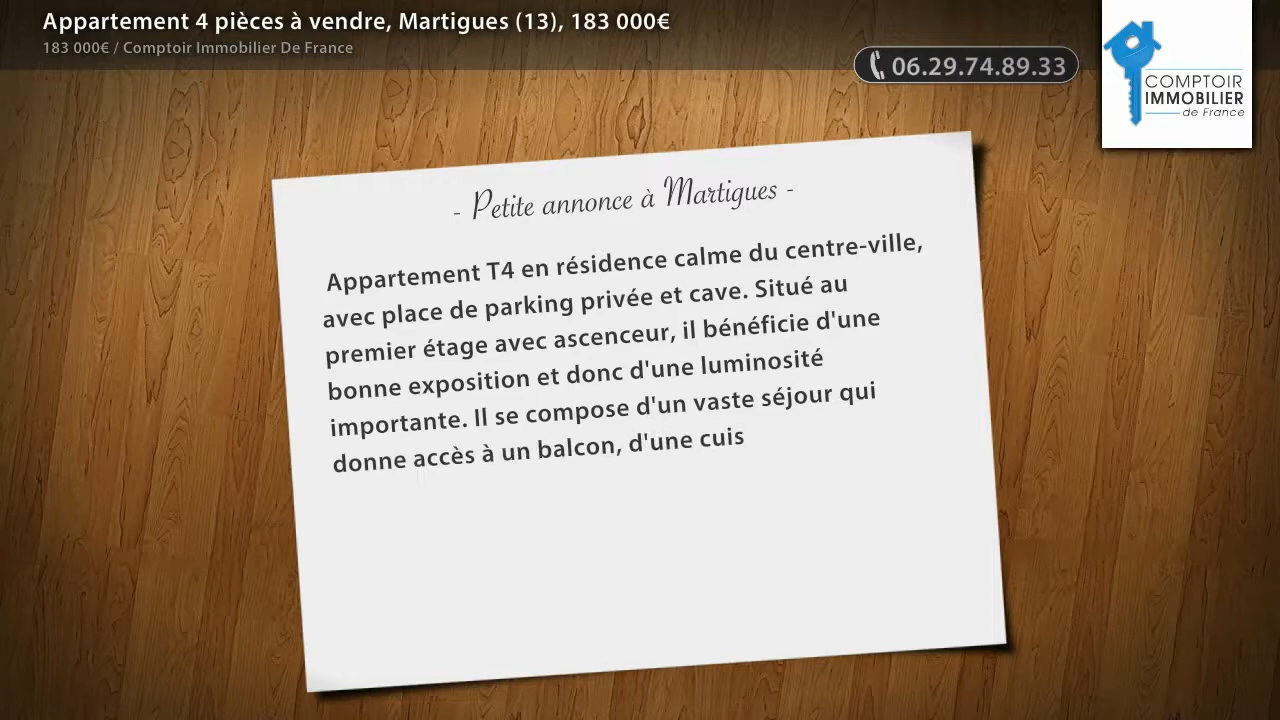 Appartement 4 pièces à vendre, Martigues (13), 183 000€
183 000€ / Comptoir Immobilier De France
06.29.74.89.33
COMPTOIR
IMMOBILIER
de France
- Petite annonce à Martigues -
Appartement T4 en résidence calme du centre-ville,
avec place de parking privée et cave. Situé au
premier étage avec ascenceur, il bénéficie d'une
bonne exposition et donc d'une luminosité
importante. Il se compose d'un vaste séjour qui
donne accès à un balcon, d'une cuis